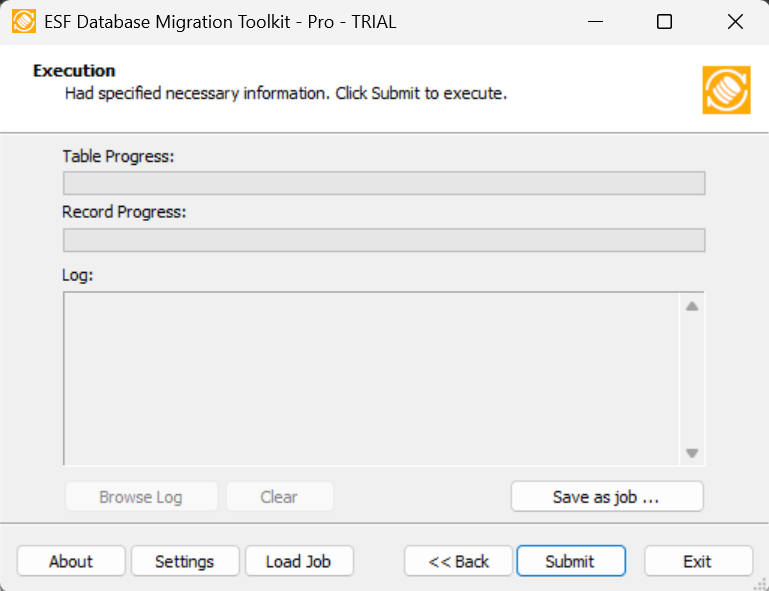 ESF Database Migration Toolkit - Pro - TRIAL
Execution
Had specified necessary information. Click Submit to execute.
Table Progress:
Record Progress:
Log:
Browse Log Clear Save as job ...
About Settings Load Job << Back Submit Exit